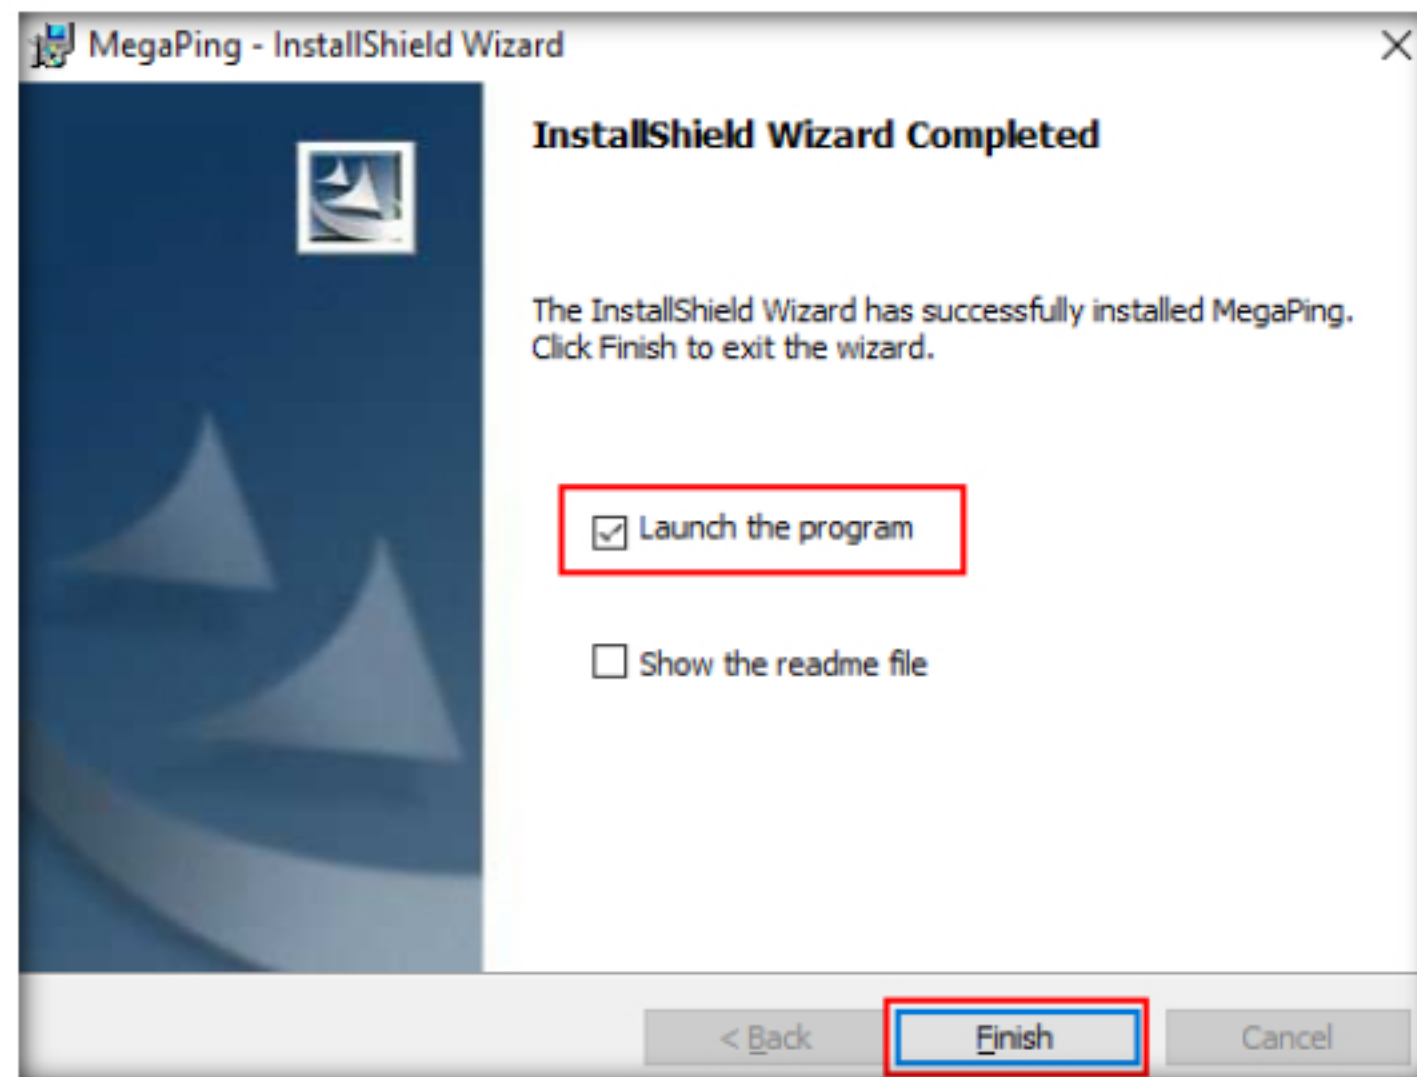 MegaPing - InstallShield Wizard
InstallShield Wizard Completed
The InstallShield Wizard has successfully installed MegaPing.
Click Finish to exit the wizard.
Launch the program
Show the readme file
< Back
Finish
Cancel